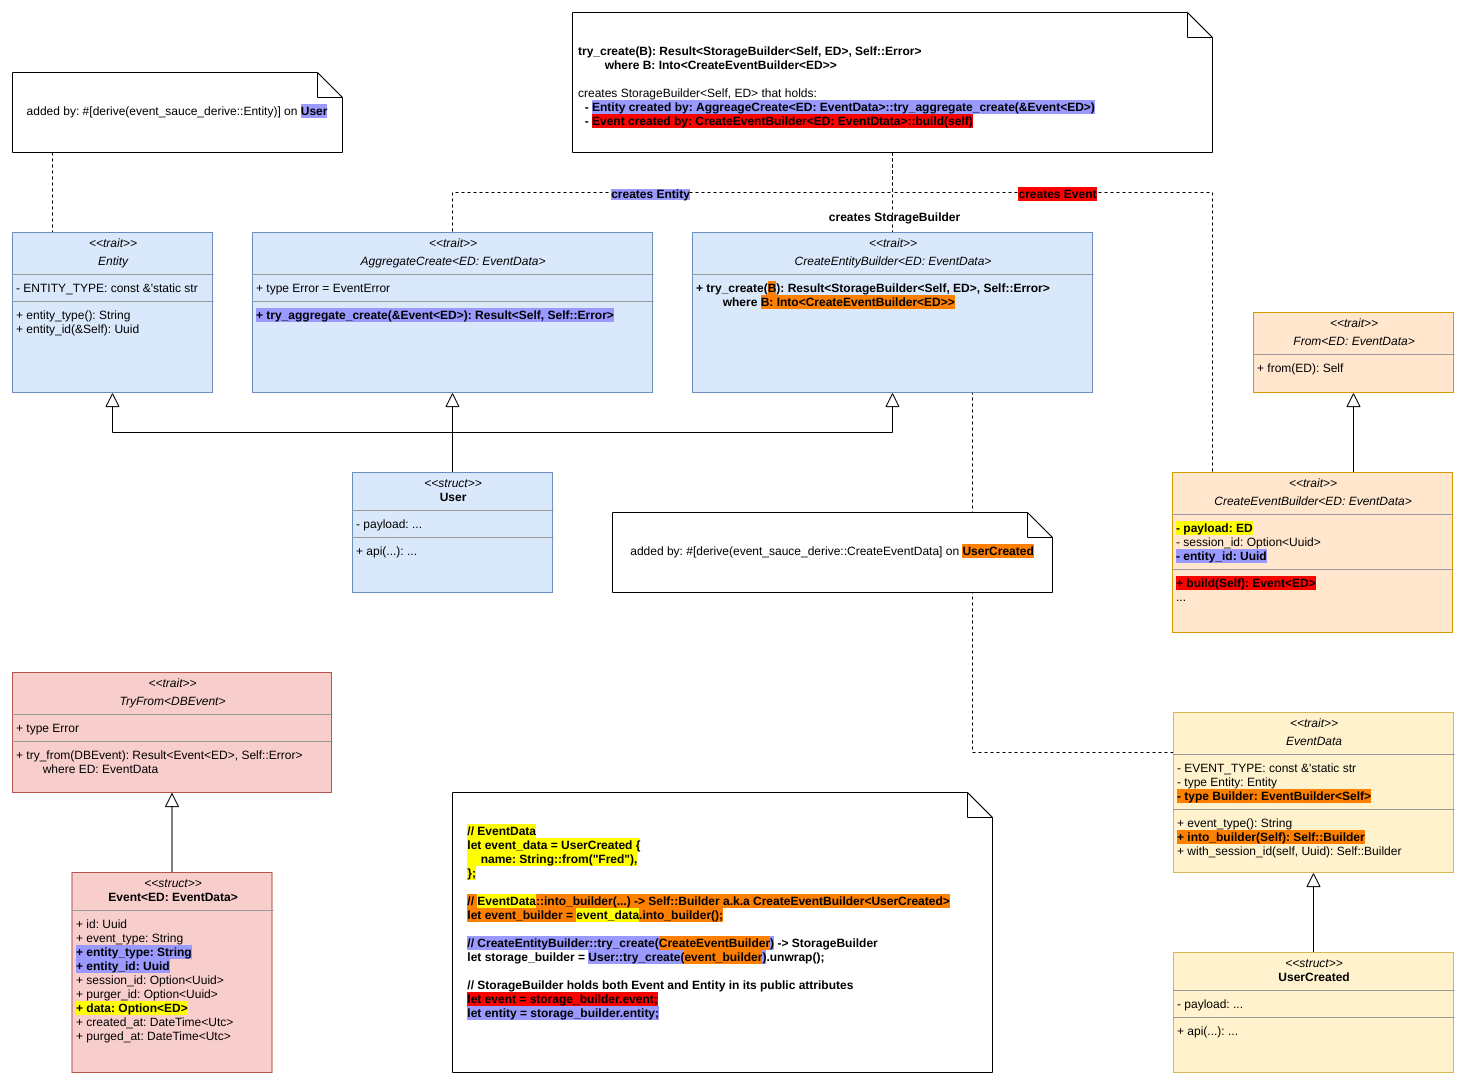 try_create(B): Result<StorageBuilder<Self, ED>, Self::Error>
where B: Into<CreateEventBuilder<ED>>
creates StorageBuilder<Self, ED> that holds:
- Entity created by: AggreageCreate<ED: EventData>::try_aggregate_create(&Event<ED>)
- Event created by: CreateEventBuilder<ED: EventDtata>::build(self)
added by: #[derive(event_sauce_derive::Entity)] on User
creates Entity
creates Event
creates StorageBuilder
<<trait>>
Entity
- ENTITY_TYPE: const &'static str
+ entity_type(): String
+ entity_id(&Self): Uuid
<<trait>>
AggregateCreate<ED: EventData>
+ type Error = EventError
+ try_aggregate_create(&Event<ED>): Result<Self, Self::Error>
<<trait>>
CreateEntityBuilder<ED: EventData>
+ try_create(B): Result<StorageBuilder<Self, ED>, Self::Error>
where B: Into<CreateEventBuilder<ED>>
<<trait>>
From<ED: EventData>
+ from(ED): Self
<<struct>>
User
- payload: ...
+ api(...): ...
added by: #[derive(event_sauce_derive::CreateEventData] on UserCreated
<<trait>>
CreateEventBuilder<ED: EventData>
- payload: ED
- session_id: Option<Uuid>
- entity_id: Uuid
+ build(Self): Event<ED>
...
<<trait>>
TryFrom<DBEvent>
+ type Error
+ try_from(DBEvent): Result<Event<ED>, Self::Error>
where ED: EventData
<<trait>>
EventData
- EVENT_TYPE: const &'static str
- type Entity: Entity
- type Builder: EventBuilder<Self>
+ event_type(): String
+ into_builder(Self): Self::Builder
+ with_session_id(self, Uuid): Self::Builder
<<struct>>
Event<ED: EventData>
+ id: Uuid
+ event_type: String
+ entity_type: String
+ entity_id: Uuid
+ session_id: Option<Uuid>
+ purger_id: Option<Uuid>
+ data: Option<ED>
+ created_at: DateTime<Utc>
+ purged_at: DateTime<Utc>
// EventData
let event_data = UserCreated {
name: String::from("Fred"),
};
// EventData::into_builder(...) -> Self::Builder a.k.a CreateEventBuilder<UserCreated>
let event_builder = event_data.into_builder();
// CreateEntityBuilder::try_create(CreateEventBuilder) -> StorageBuilder
let storage_builder = User::try_create(event_builder).unwrap();
// StorageBuilder holds both Event and Entity in its public attributes
let event = storage_builder.event;
let entity = storage_builder.entity;
<<struct>>
UserCreated
- payload: ...
+ api(...): ...